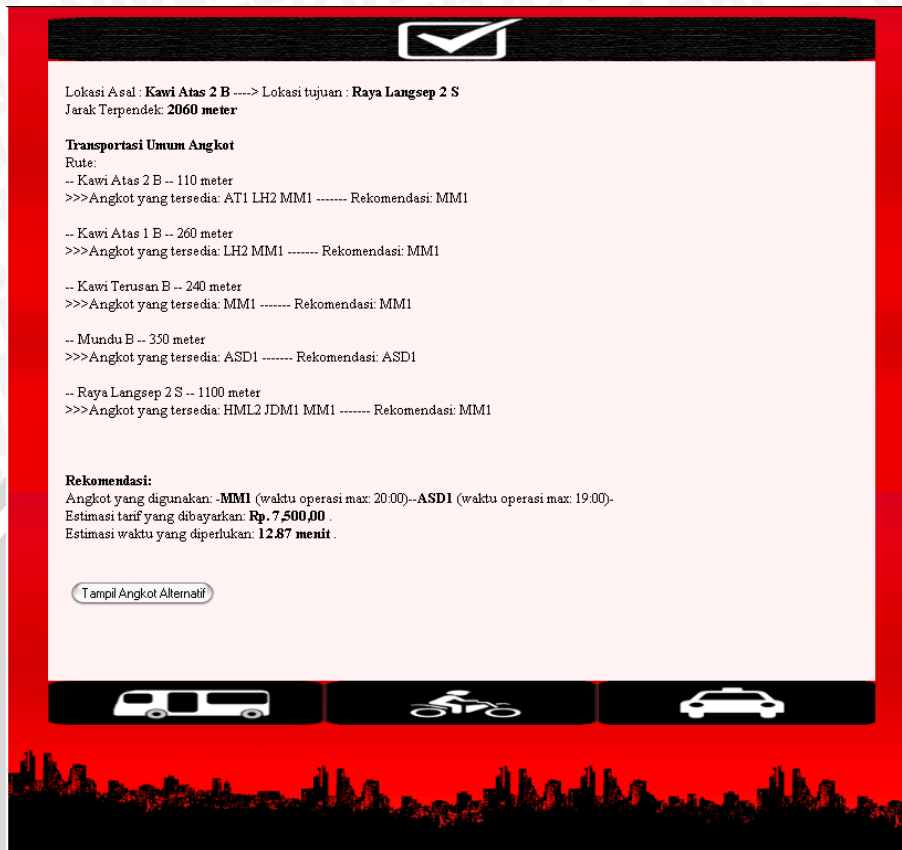 Lokasi Asal : Kawi Atas 2 B ----> Lokasi tujuan : Raya Langsep 2 S
Jarak Terpendek: 2060 meter
Transportasi Umum Angkot
Rute:
-- Kawi Atas 2 B -- 110 meter
>>>Angkot yang tersedia: AT1 LH2 MM1 ------- Rekomendasi: MM1
-- Kawi Atas 1 B -- 260 meter
>>>Angkot yang tersedia: LH2 MM1 ------- Rekomendasi: MM1
-- Kawi Terusan B -- 240 meter
>>>Angkot yang tersedia: MM1 ------- Rekomendasi: MM1
-- Mundu B -- 350 meter
>>>Angkot yang tersedia: ASD1 ------- Rekomendasi: ASD1
-- Raya Langsep 2 S -- 1100 meter
>>>Angkot yang tersedia: HML2 JDM1 MM1 ------- Rekomendasi: MM1
Rekomendasi:
Angkot yang digunakan: -MM1 (waktu operasi max: 20:00)--ASD1 (waktu operasi max: 19:00)-
Estimasi tarif yang dibayarkan: Rp. 7,500,00 .
Estimasi waktu yang diperlukan: 12.87 menit .
Tampil Angkot Alternatif